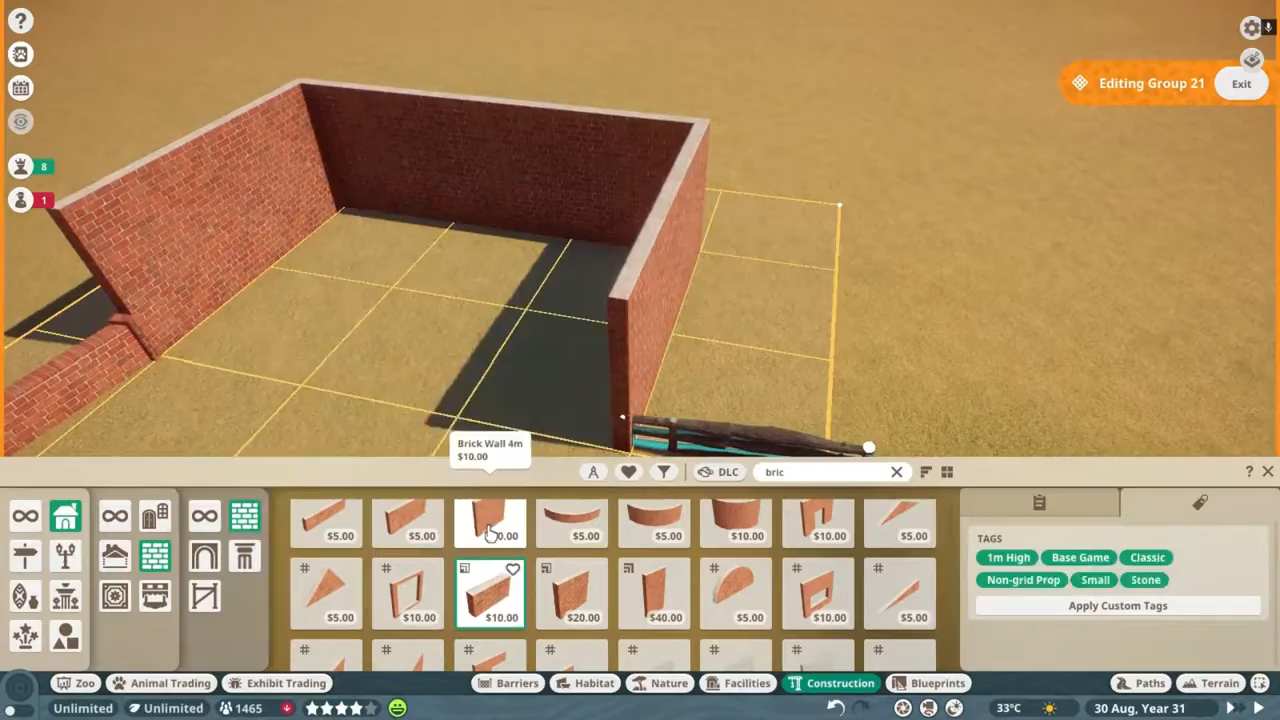 ?
Editing Group 21
Exit
8
1
Brick Wall 4m
$10.00
DLC
bric
?
$5.00
$5.00
0.00
$5.00
$5.00
$10.00
$10.00
$5.00
$5.00
$10.00
$10.00
$20.00
$40.00
$5.00
$10.00
$5.00
TAGS
1m High
Base Game
Classic
Non-grid Prop
Small
Stone
Apply Custom Tags
Zoo
Animal Trading
Exhibit Trading
Barriers
Habitat
Nature
Facilities
Construction
Blueprints
Paths
Terrain
Unlimited
Unlimited
1465
33°C
30 Aug, Year 31